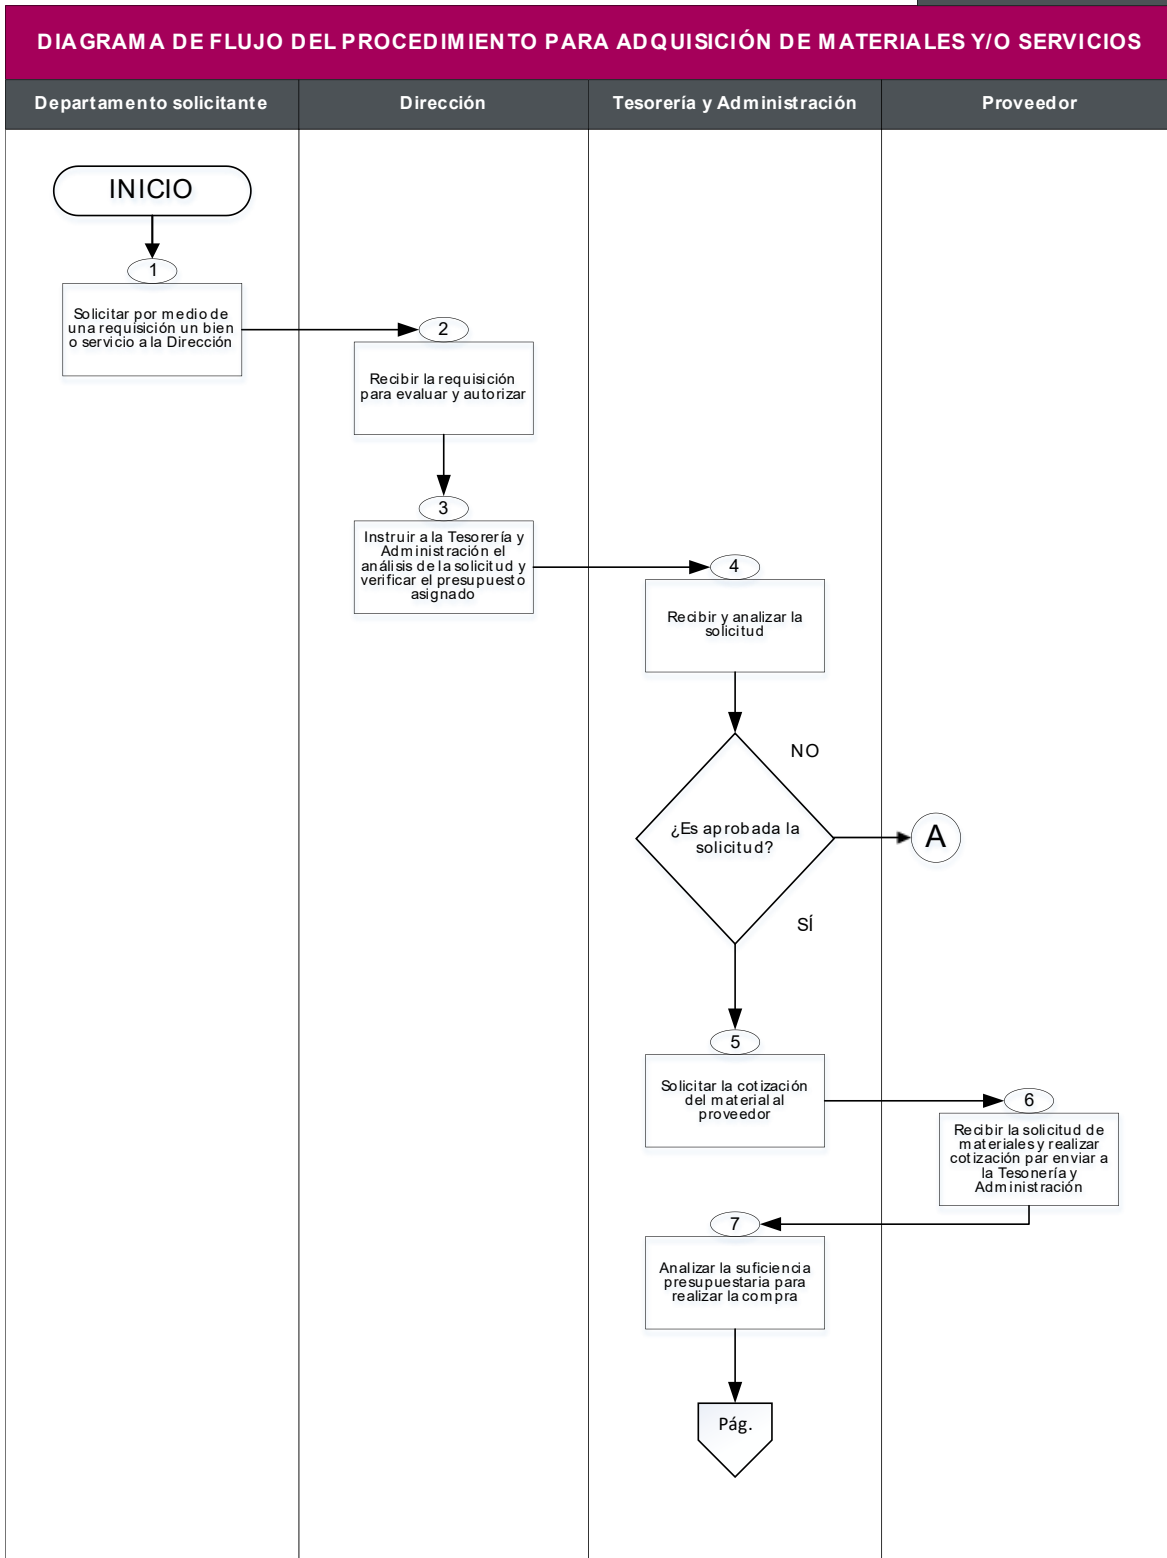 DIAGRAMA DE FLUJO DEL PROCEDIMIENTO PARA ADQUISICIÓN DE MATERIALES Y/O SERVICIOS
Departamento solicitante
Dirección
Tesorería y Administración
Proveedor
INICIO
1
Solicitar por medio de
una requisición un bien
o servicio a la Dirección
2
Recibir la requisición
para evaluar y autorizar
3
Instruir a la Tesorería y
Administración el
análisis de la solicitud y
verificar el presupuesto
asignado
4
Recibir y analizar la
solicitud
NO
¿Es aprobada la
solicitud?
A
SÍ
5
Solicitar la cotización
del material al
proveedor
6
Recibir la solicitud de
materiales y realizar
cotización par enviar a
la Tesonería y
Administración
7
Analizar la suficiencia
presupuestaria para
realizar la compra
Pág.